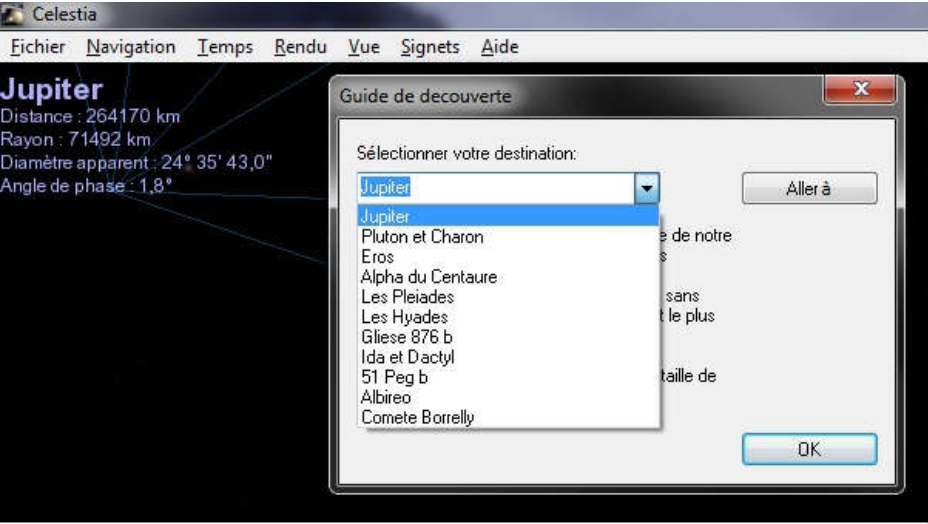 Celestia
Fichier Navigation Temps Rendu Vue Signets Aide
Jupiter
Distance : 264170 km
Rayon : 71492 km
Diamètre apparent : 24° 35' 43,0"
Angle de phase : 1,8°
Guide de decouverte
Sélectionner votre destination:
Jupiter
Aller à
Jupiter
Pluton et Charon
Eros
Alpha du Centaure
Les Pleiades
Les Hyades
Gliese 876 b
Ida et Dactyl
51 Peg b
Albireo
Comete Borrelly
e de notre
s
sans
t le plus
taille de
OK